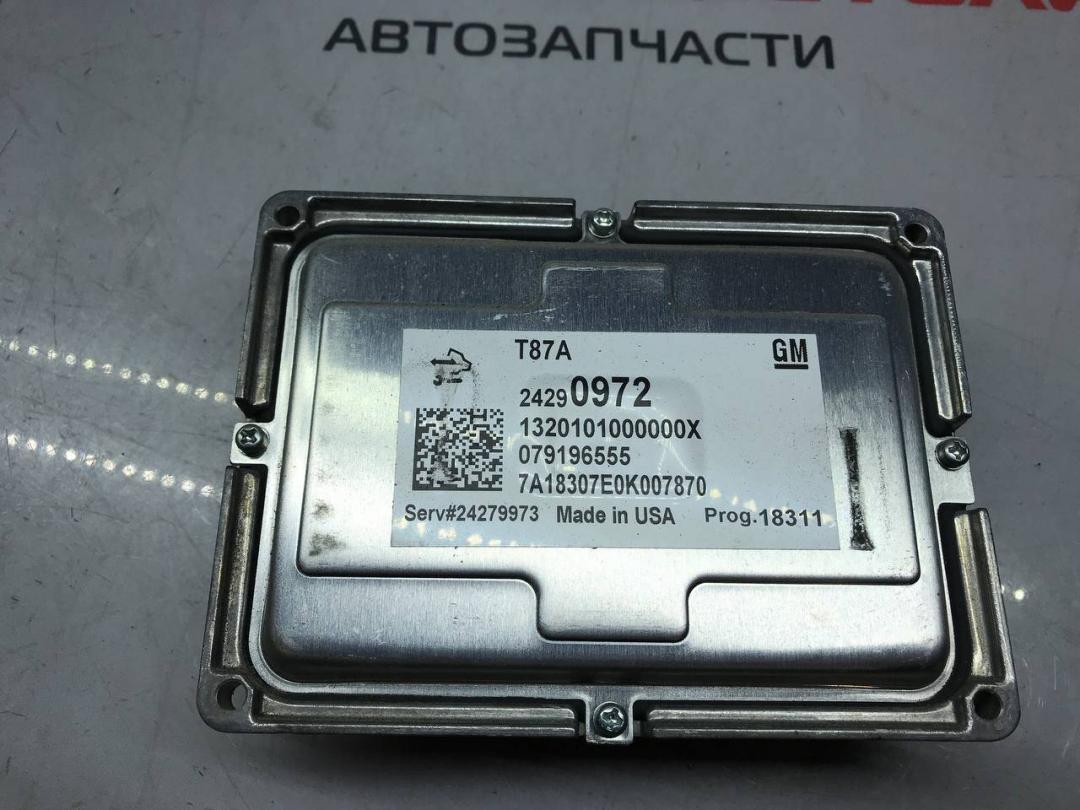 АВТОЗАПЧАСТИ
T87A
GM
24290972
1320101000000X
079196555
7A18307E0K007870
Serv#24279973 Made in USA Prog.18311